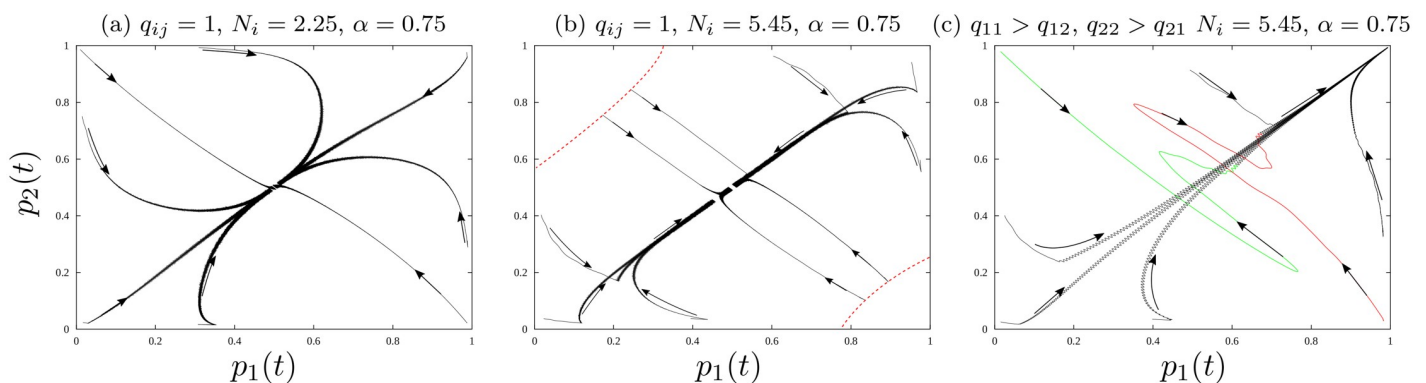 (a) q_{ij} = 1, N_i = 2.25, α = 0.75
(b) q_{ij} = 1, N_i = 5.45, α = 0.75
(c) q_{11} > q_{12}, q_{22} > q_{21} N_i = 5.45, α = 0.75
p_2(t)
1
0.8
0.6
0.4
0.2
0
0 0.2 0.4 0.6 0.8 1
p_1(t)
1
0.8
0.6
0.4
0.2
0
0 0.2 0.4 0.6 0.8 1
p_1(t)
1
0.8
0.6
0.4
0.2
0
0 0.2 0.4 0.6 0.8 1
p_1(t)